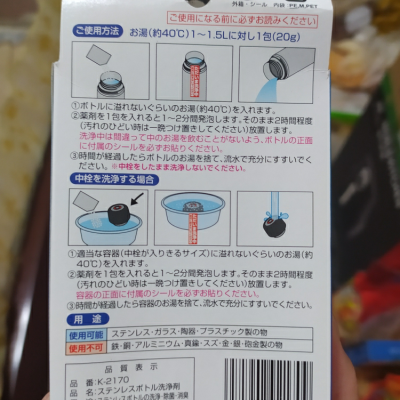 外箱・シール 内袋 PE,M,PET
ご使用になる前に必ずお読みください
ご使用方法 お湯(約40℃)1〜1.5Lに対し1包(20g)
①ボトルに溢れないぐらいのお湯(約40℃)を入れます。
②薬剤を1包を入れると1〜2分間発泡します。そのまま2時間程度
(汚れのひどい時は一晩つけ置きしてください)放置します。
洗浄中は間違って中のお湯を飲むことがないよう、ボトルの正面
に付属のシールを必ずお貼りください。
③時間が経過したらボトルのお湯を捨て、流水で充分にすすいでく
ださい。※中栓をしたまま洗浄しないでください。
中栓を洗浄する場合
①適当な容器(中栓が入りきるサイズ)に溢れないぐらいのお湯(約
40℃)を入れます。
②薬剤を1包を入れると1〜2分間発泡します。そのまま2時間程度
(汚れのひどい時は一晩つけ置きしてください)放置します。
容器の正面に付属のシールを必ずお貼りください。
③時間が経過したらお湯を捨て、流水で充分にすすいでください。
用途
使用可能 ステンレス・ガラス・陶器・プラスチック製の物
使用不可 鉄・銅・アルミニウム・真鍮・スズ・金・銀・砲金製の物
品質表示
品番:K-2170
品名:ステンレスボトル洗浄剤
ステンレスボトルの洗浄・除菌・消臭